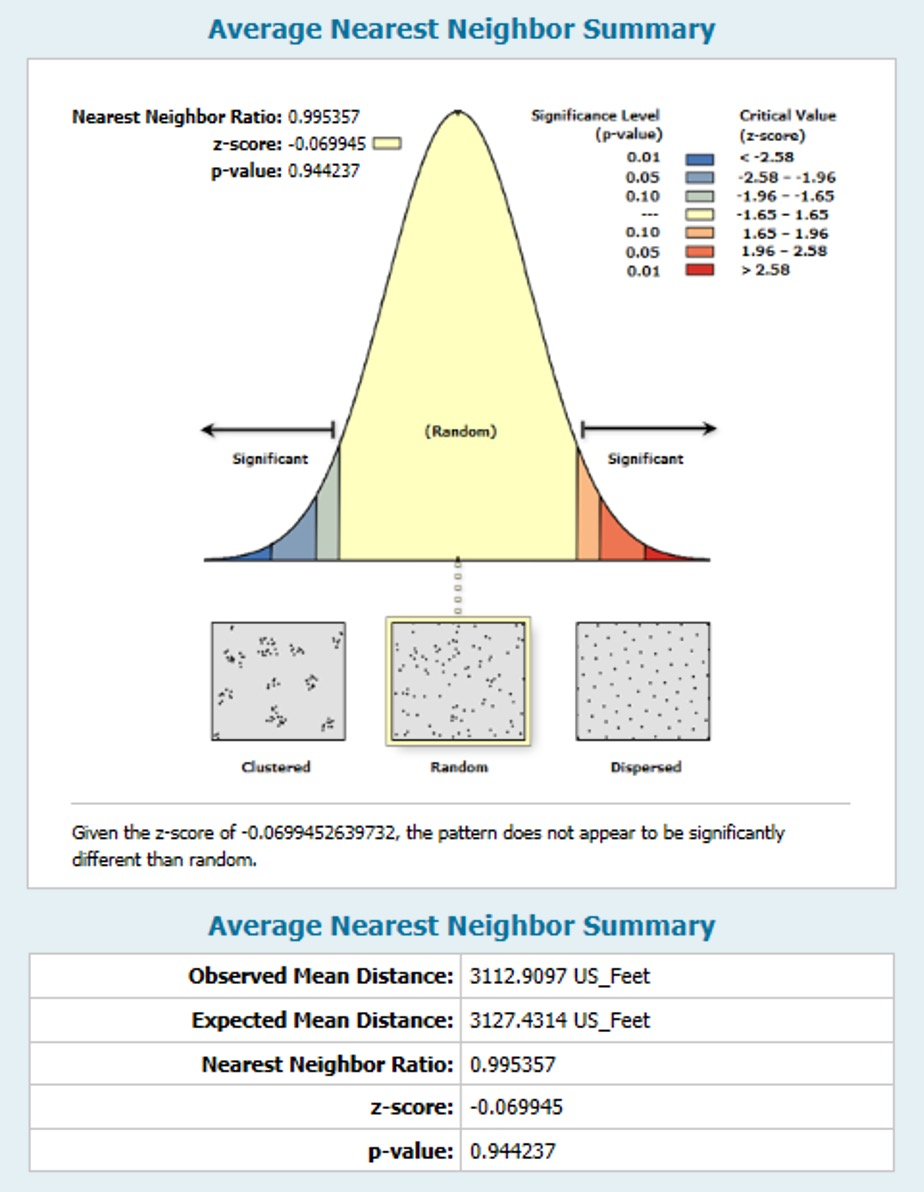 Average Nearest Neighbor Summary
Nearest Neighbor Ratio: 0.995357
z-score: -0.069945
p-value: 0.944237
Significance Level (p-value) Critical Value (z-score)
0.01 < -2.58
0.05 -2.58 – -1.96
0.10 -1.96 – -1.65
--- -1.65 – 1.65
0.10 1.65 – 1.96
0.05 1.96 – 2.58
0.01 > 2.58
(Random)
Significant Significant
Clustered Random Dispersed
Given the z-score of -0.0699452639732, the pattern does not appear to be significantly
different than random.
Average Nearest Neighbor Summary
Observed Mean Distance: 3112.9097 US_Feet
Expected Mean Distance: 3127.4314 US_Feet
Nearest Neighbor Ratio: 0.995357
z-score: -0.069945
p-value: 0.944237